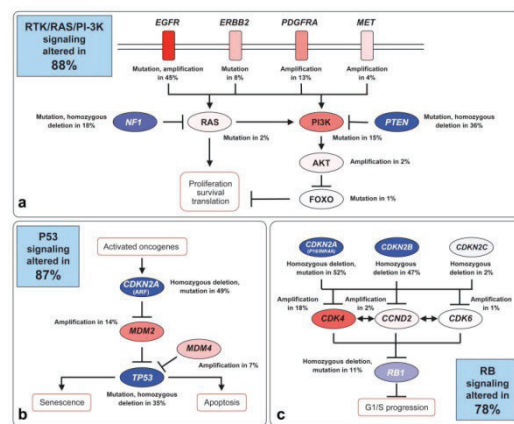 RTK/RAS/PI-3K
signaling
altered in
88%
EGFR
ERBB2
PDGFRA
MET
Mutation, amplification
in 45%
Mutation
in 8%
Amplification
in 13%
Amplification
in 4%
Mutation, homozygous
deletion in 18%
NF1
RAS
PI3K
PTEN
Mutation, homozygous
deletion in 36%
Mutation in 2%
Mutation in 15%
AKT
Amplification in 2%
Proliferation
survival
translation
FOXO
Mutation in 1%
a
P53
signaling
altered in
87%
Activated oncogenes
CDKN2A
(ARF)
Homozygous deletion,
mutation in 49%
Amplification in 14%
MDM2
MDM4
Amplification in 7%
TP53
Senescence
Mutation, homozygous
deletion in 35%
Apoptosis
b
CDKN2A
(P16/INK4A)
CDKN2B
CDKN2C
Homozygous deletion,
mutation in 52%
Homozygous
deletion in 47%
Homozygous
deletion in 2%
Amplification
in 18%
Amplification
in 2%
Amplification
in 1%
CDK4
CCND2
CDK6
Homozygous deletion,
mutation in 11%
RB1
G1/S progression
RB
signaling
altered in
78%
c